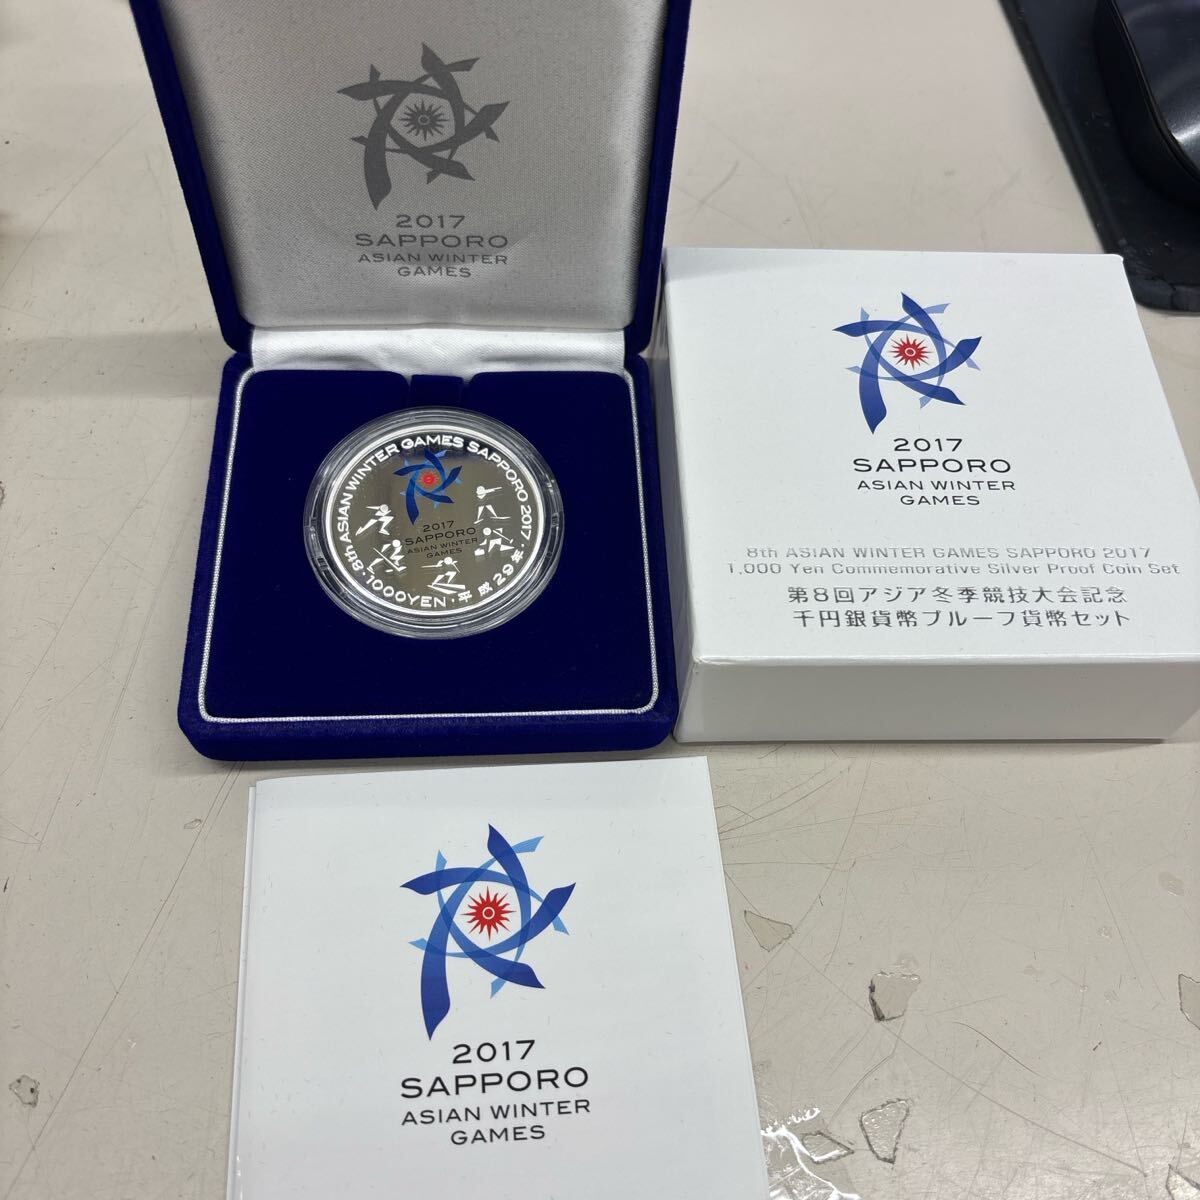 2017
SAPPORO
ASIAN WINTER
GAMES
8th ASIAN WINTER GAMES SAPPORO 2017
2017
SAPPORO
ASIAN WINTER
GAMES
1000YEN・平成29年
2017
SAPPORO
ASIAN WINTER
GAMES
8th ASIAN WINTER GAMES SAPPORO 2017
1,000 Yen Commemorative Silver Proof Coin Set
第8回アジア冬季競技大会記念
千円銀貨幣プルーフ貨幣セット
2017
SAPPORO
ASIAN WINTER
GAMES